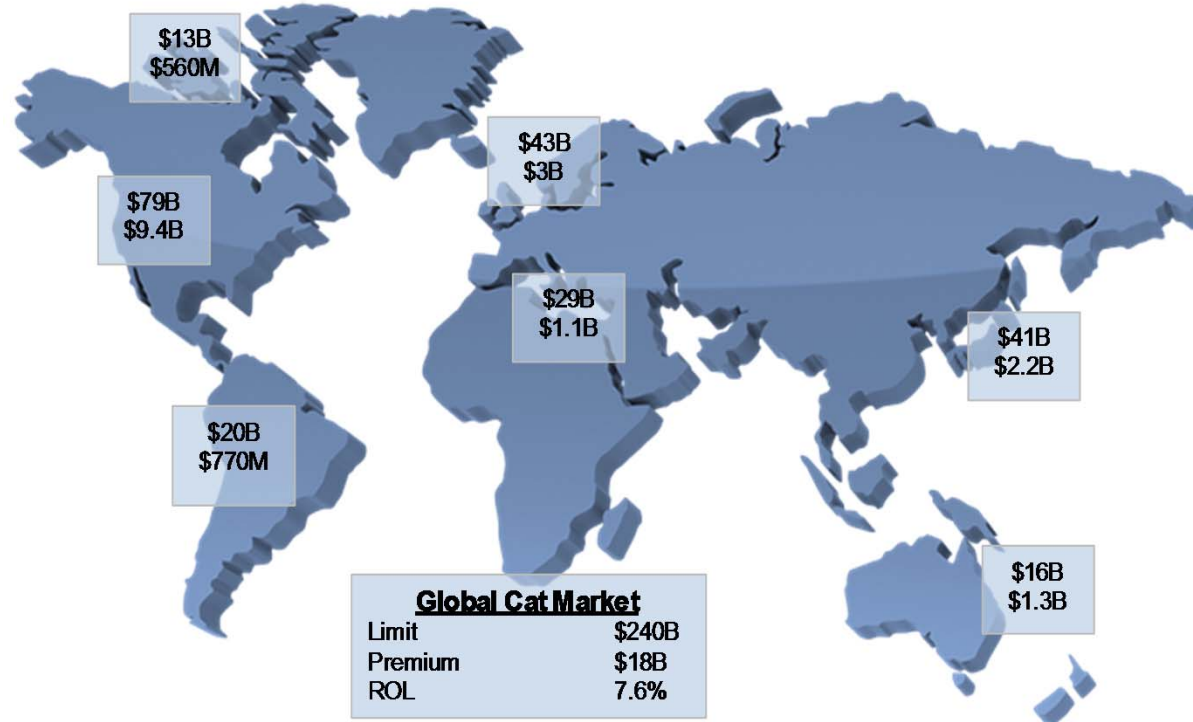 $13B
$560M
$43B
$3B
$79B
$9.4B
$29B
$1.1B
$41B
$2.2B
$20B
$770M
$16B
$1.3B
Global Cat Market
Limit $240B
Premium $18B
ROL 7.6%